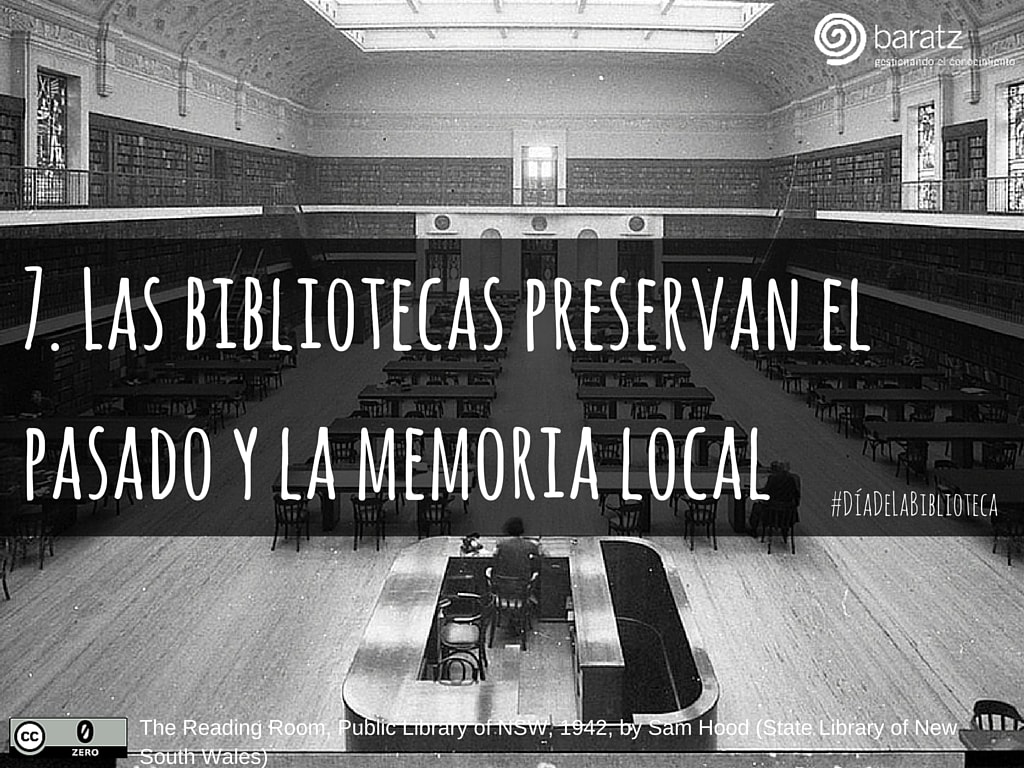 baratz
gestionando el conocimiento
7. Las bibliotecas preservan el
pasado y la memoria local
#DíaDeLaBiblioteca
cc
0
ZERO
The Reading Room, Public Library of NSW, 1942, by Sam Hood (State Library of New
South Wales)